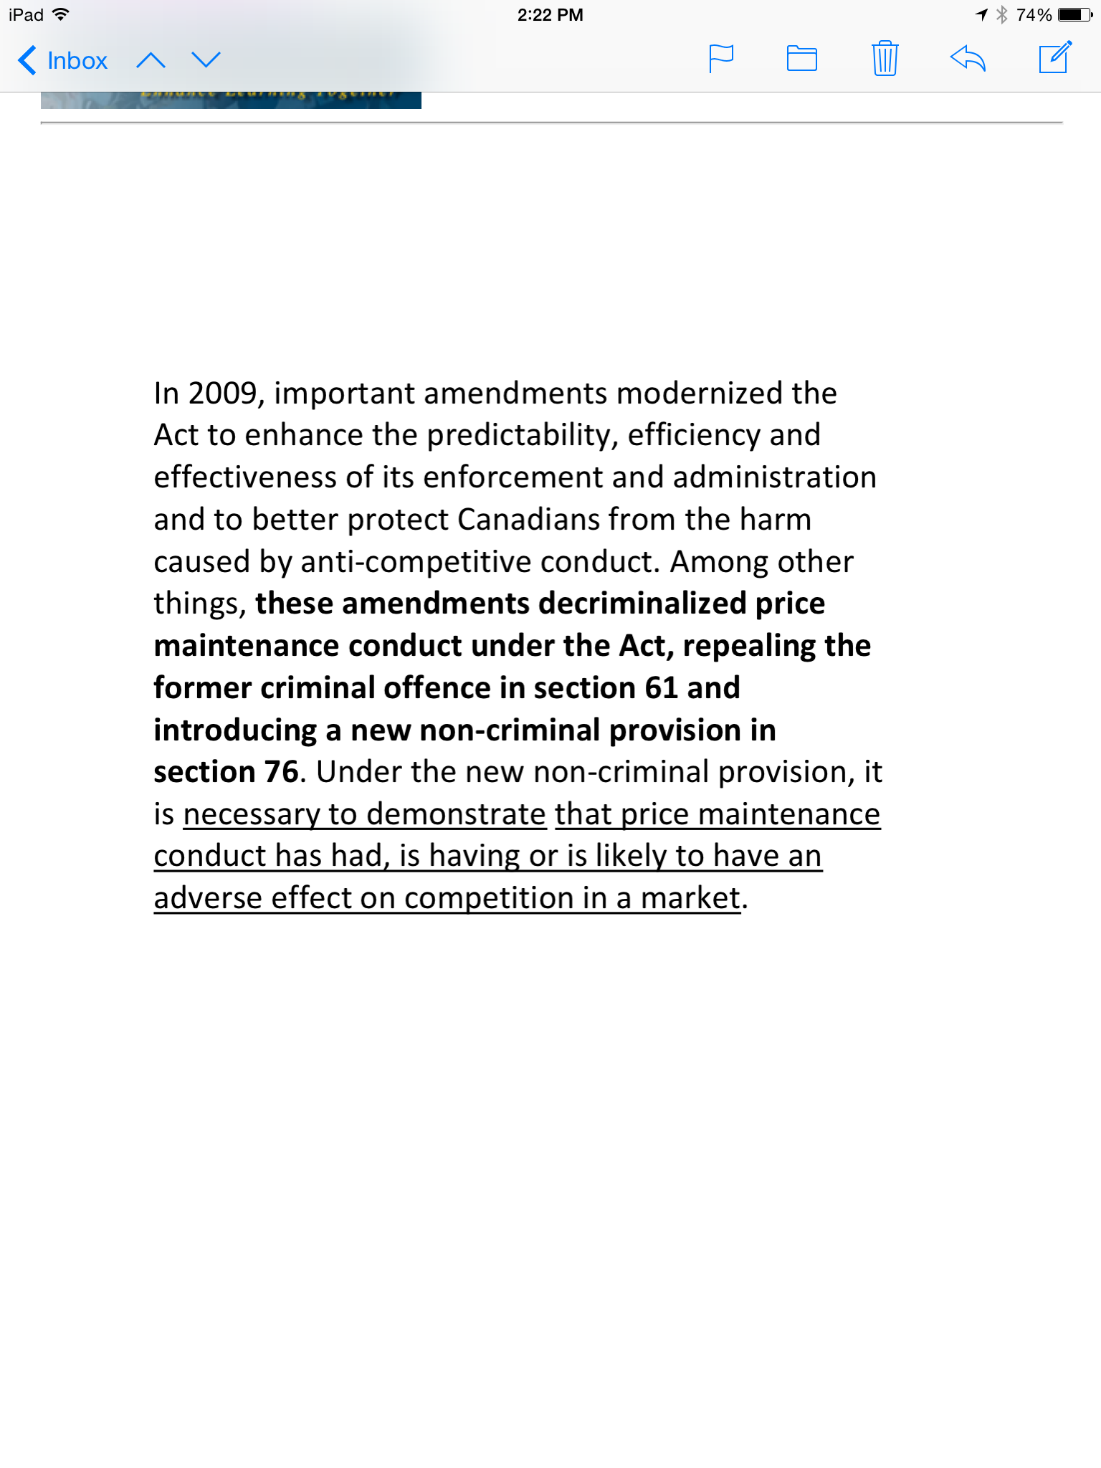 iPad 2:22 PM 74%
Inbox
Enhance Learning Together
In 2009, important amendments modernized the
Act to enhance the predictability, efficiency and
effectiveness of its enforcement and administration
and to better protect Canadians from the harm
caused by anti-competitive conduct. Among other
things, these amendments decriminalized price
maintenance conduct under the Act, repealing the
former criminal offence in section 61 and
introducing a new non-criminal provision in
section 76. Under the new non-criminal provision, it
is necessary to demonstrate that price maintenance
conduct has had, is having or is likely to have an
adverse effect on competition in a market.